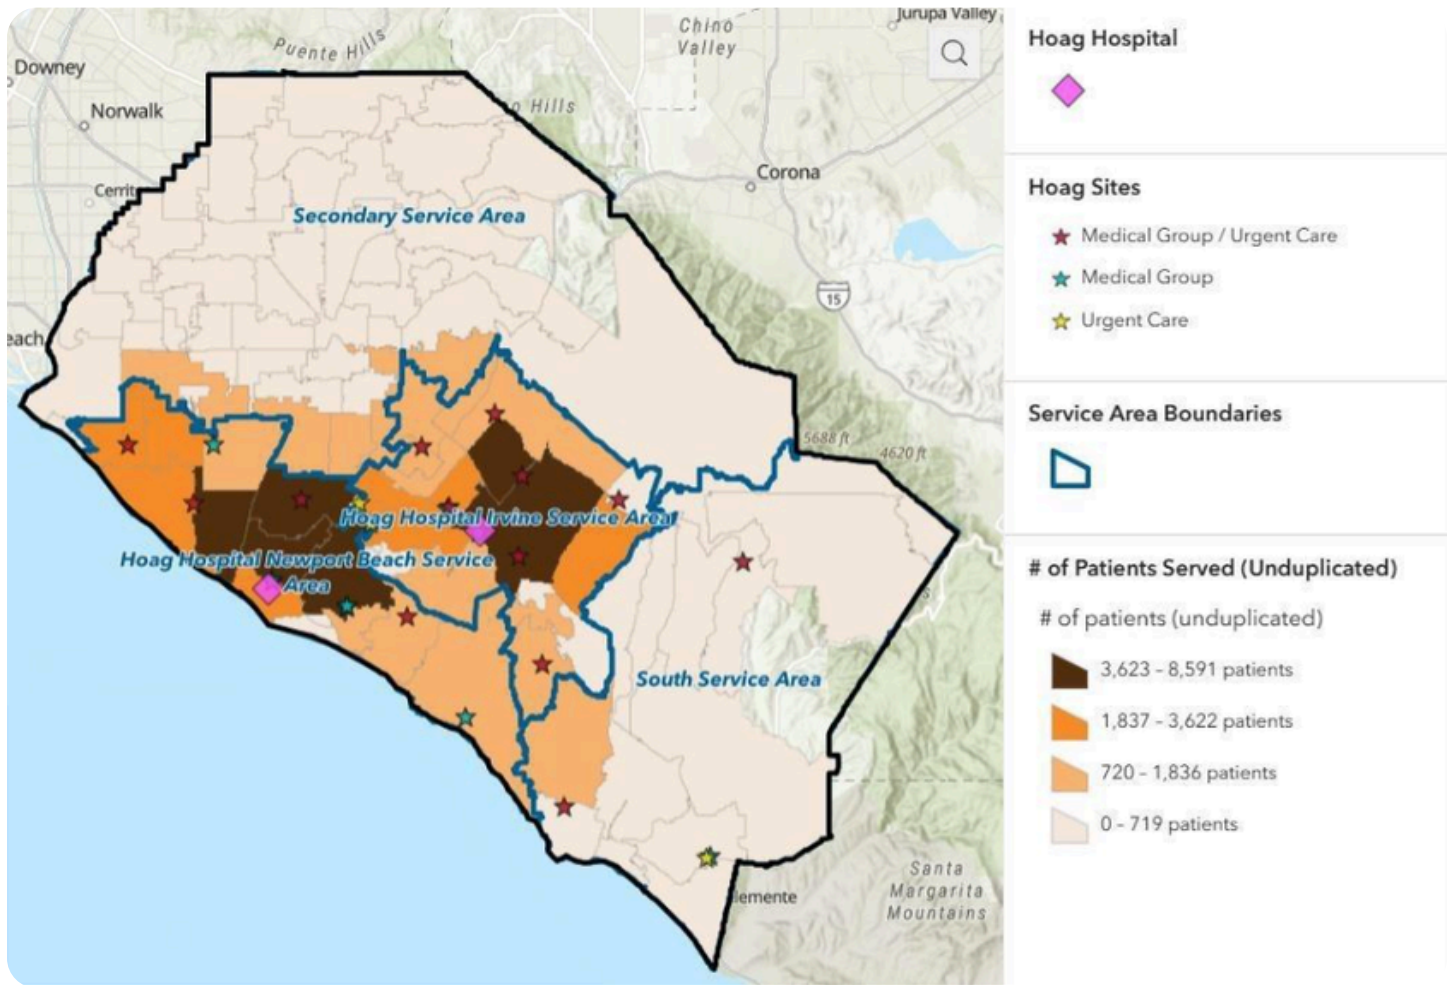 Jurupa Valley
Chino
Valley
Puente Hills
Downey
Hills
Norwalk
Corona
Secondary Service Area
15
5688 ft
4620 ft
Hoag Hospital Irvine Service Area
Hoag Hospital Newport Beach Service
Area
South Service Area
Santa
Margarita
Mountains
Hoag Hospital
Hoag Sites
Medical Group / Urgent Care
Medical Group
Urgent Care
Service Area Boundaries
# of Patients Served (Unduplicated)
# of patients (unduplicated)
3,623 - 8,591 patients
1,837 - 3,622 patients
720 - 1,836 patients
0 - 719 patients